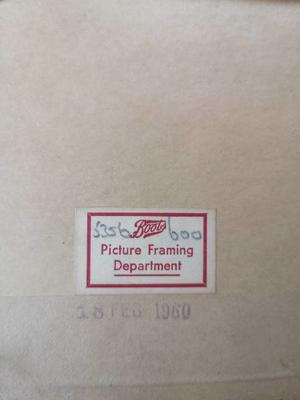 5356 Boots 600
Picture Framing
Department
18 FEB 1960